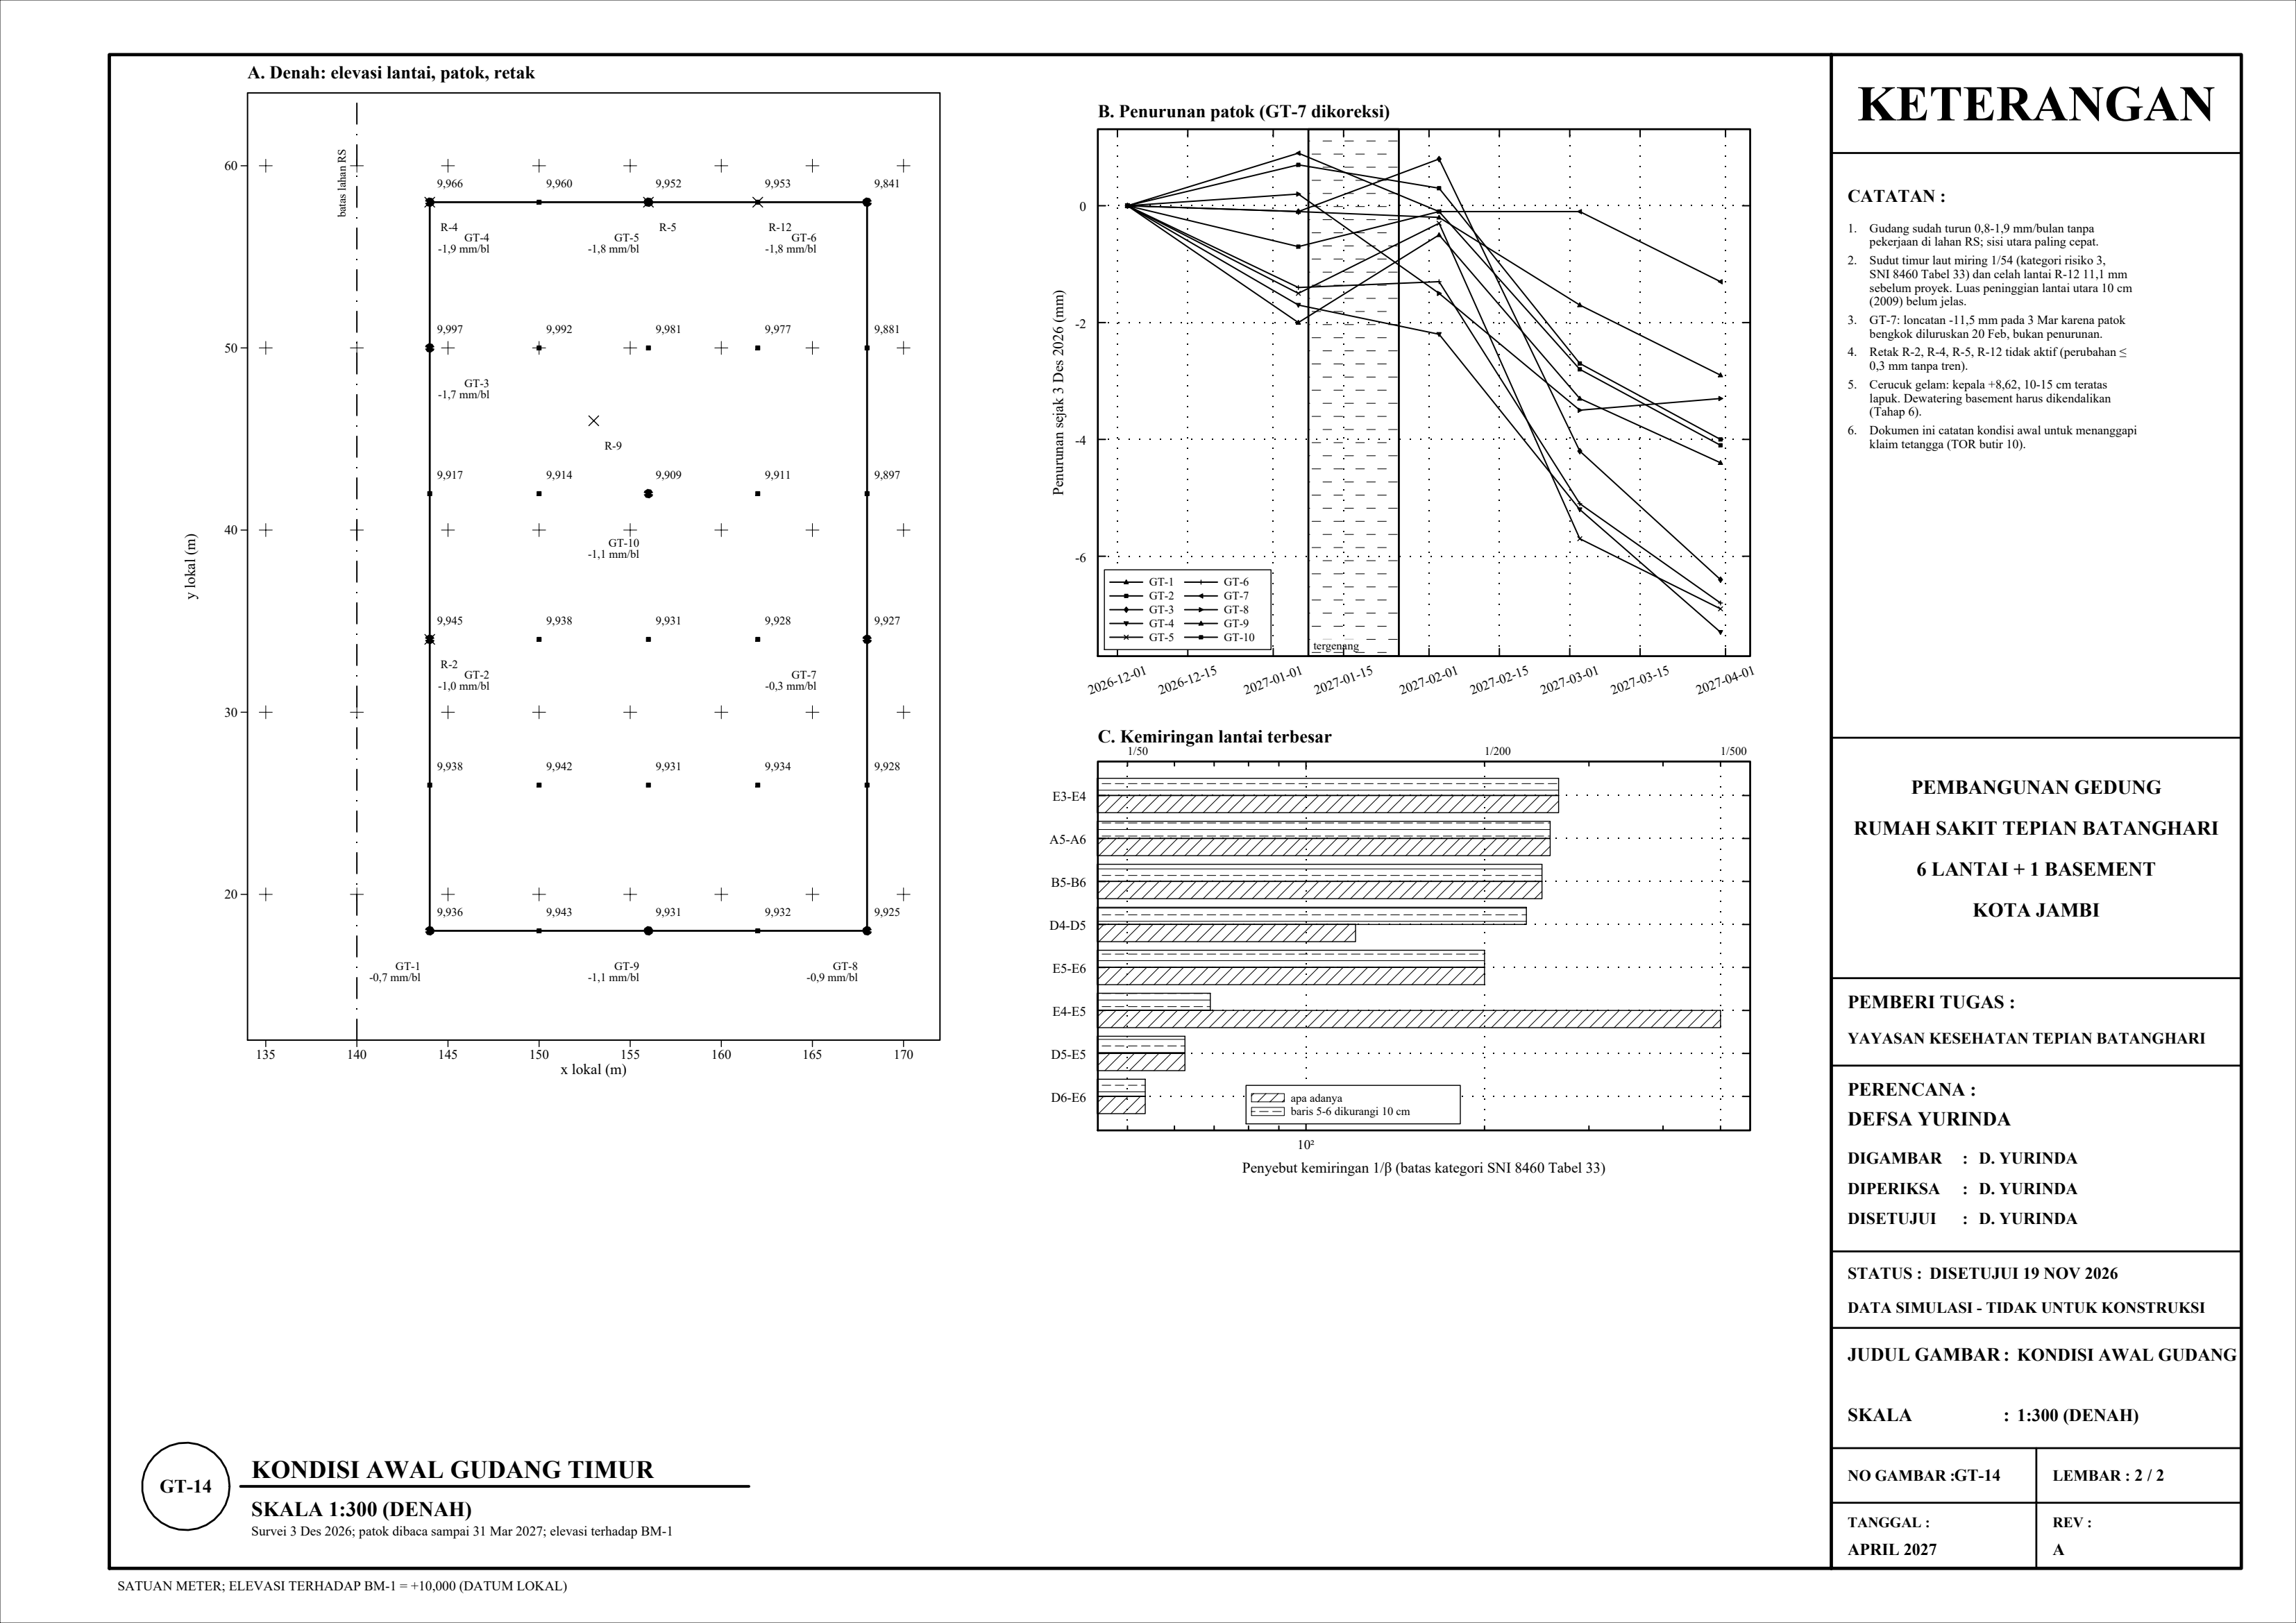 A. Denah: elevasi lantai, patok, retak
batas lahan RS
60
50
40
30
20
y lokal (m)
9,966
9,960
9,952
9,953
9,841
R-4
GT-4
-1,9 mm/bl
GT-5
-1,8 mm/bl
R-5
R-12
GT-6
-1,8 mm/bl
9,997
9,992
9,981
9,977
9,881
GT-3
-1,7 mm/bl
R-9
9,917
9,914
9,909
9,911
9,897
GT-10
-1,1 mm/bl
9,945
9,938
9,931
9,928
9,927
R-2
GT-2
-1,0 mm/bl
GT-7
-0,3 mm/bl
9,938
9,942
9,931
9,934
9,928
9,936
9,943
9,931
9,932
9,925
GT-1
-0,7 mm/bl
GT-9
-1,1 mm/bl
GT-8
-0,9 mm/bl
135
140
145
150
155
160
165
170
x lokal (m)
B. Penurunan patok (GT-7 dikoreksi)
Penurunan sejak 3 Des 2026 (mm)
0
-2
-4
-6
GT-1
GT-2
GT-3
GT-4
GT-5
GT-6
GT-7
GT-8
GT-9
GT-10
tergenang
2026-12-01
2026-12-15
2027-01-01
2027-01-15
2027-02-01
2027-02-15
2027-03-01
2027-03-15
2027-04-01
C. Kemiringan lantai terbesar
1/50
1/200
1/500
E3-E4
A5-A6
B5-B6
D4-D5
E5-E6
E4-E5
D5-E5
D6-E6
apa adanya
baris 5-6 dikurangi 10 cm
10²
Penyebut kemiringan 1/β (batas kategori SNI 8460 Tabel 33)
GT-14
KONDISI AWAL GUDANG TIMUR
SKALA 1:300 (DENAH)
Survei 3 Des 2026; patok dibaca sampai 31 Mar 2027; elevasi terhadap BM-1
SATUAN METER; ELEVASI TERHADAP BM-1 = +10,000 (DATUM LOKAL)
KETERANGAN
CATATAN :
1. Gudang sudah turun 0,8-1,9 mm/bulan tanpa
pekerjaan di lahan RS; sisi utara paling cepat.
2. Sudut timur laut miring 1/54 (kategori risiko 3,
SNI 8460 Tabel 33) dan celah lantai R-12 11,1 mm
sebelum proyek. Luas peninggian lantai utara 10 cm
(2009) belum jelas.
3. GT-7: loncatan -11,5 mm pada 3 Mar karena patok
bengkok diluruskan 20 Feb, bukan penurunan.
4. Retak R-2, R-4, R-5, R-12 tidak aktif (perubahan ≤
0,3 mm tanpa tren).
5. Cerucuk gelam: kepala +8,62, 10-15 cm teratas
lapuk. Dewatering basement harus dikendalikan
(Tahap 6).
6. Dokumen ini catatan kondisi awal untuk menanggapi
klaim tetangga (TOR butir 10).
PEMBANGUNAN GEDUNG
RUMAH SAKIT TEPIAN BATANGHARI
6 LANTAI + 1 BASEMENT
KOTA JAMBI
PEMBERI TUGAS :
YAYASAN KESEHATAN TEPIAN BATANGHARI
PERENCANA :
DEFSA YURINDA
DIGAMBAR : D. YURINDA
DIPERIKSA : D. YURINDA
DISETUJUI : D. YURINDA
STATUS : DISETUJUI 19 NOV 2026
DATA SIMULASI - TIDAK UNTUK KONSTRUKSI
JUDUL GAMBAR : KONDISI AWAL GUDANG
SKALA : 1:300 (DENAH)
NO GAMBAR :GT-14
LEMBAR : 2 / 2
TANGGAL :
APRIL 2027
REV :
A